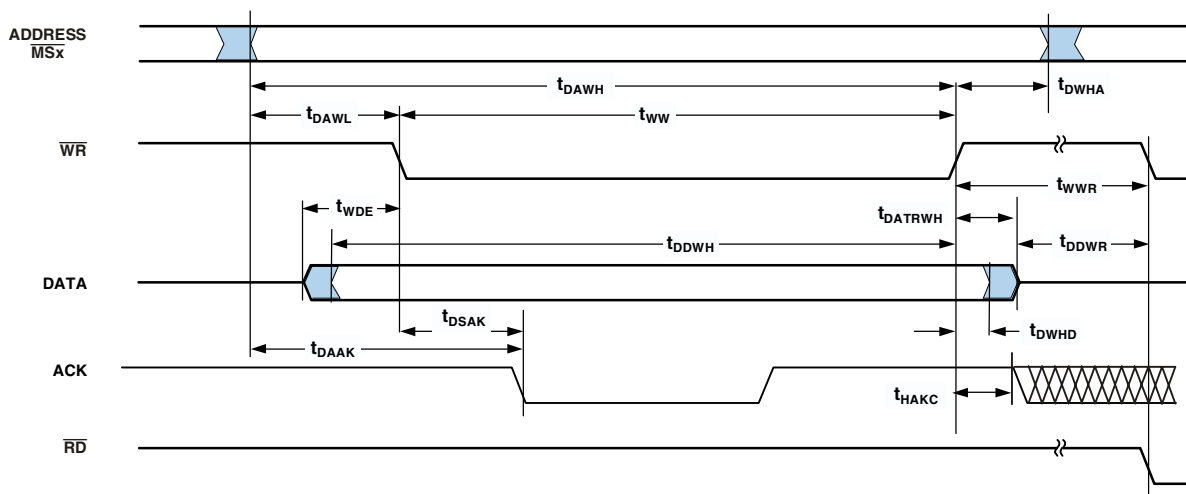 ADDRESS
MSx
tDAWH
tDWHA
tDAWL
tWW
WR
tWWR
tWDE
tDATRWH
tDDWH
tDDWR
DATA
tDSAK
tDWHD
tDAAK
ACK
tHAKC
RD